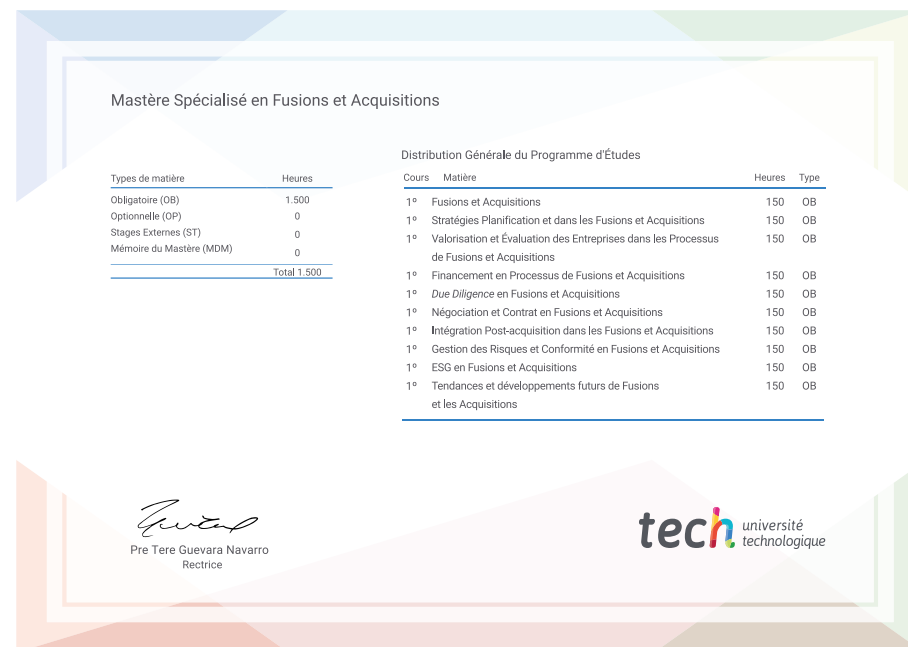 Mastère Spécialisé en Fusions et Acquisitions
Types de matière Heures
Obligatoire (OB) 1.500
Optionnelle (OP) 0
Stages Externes (ST) 0
Mémoire du Mastère (MDM) 0
Total 1.500
Distribution Générale du Programme d'Études
Cours Matière Heures Type
1º Fusions et Acquisitions 150 OB
1º Stratégies Planification et dans les Fusions et Acquisitions 150 OB
1º Valorisation et Évaluation des Entreprises dans les Processus 150 OB
de Fusions et Acquisitions
1º Financement en Processus de Fusions et Acquisitions 150 OB
1º Due Diligence en Fusions et Acquisitions 150 OB
1º Négociation et Contrat en Fusions et Acquisitions 150 OB
1º Intégration Post-acquisition dans les Fusions et Acquisitions 150 OB
1º Gestion des Risques et Conformité en Fusions et Acquisitions 150 OB
1º ESG en Fusions et Acquisitions 150 OB
1º Tendances et développements futurs de Fusions 150 OB
et les Acquisitions
Pre Tere Guevara Navarro
Rectrice
tech université
technologique